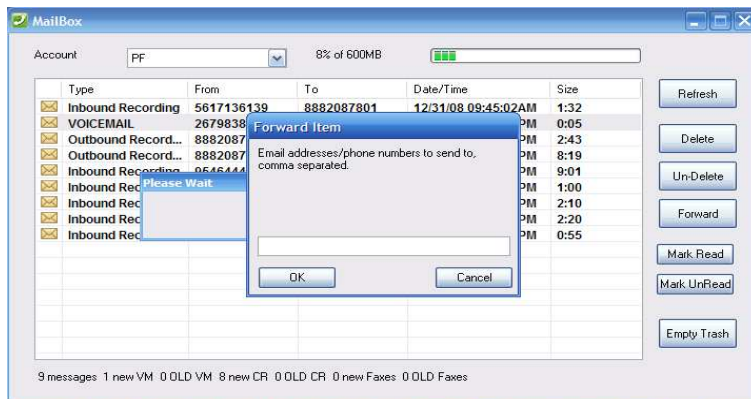 MailBox
Account PF 8% of 600MB
Type From To Date/Time Size
Inbound Recording 5617136139 8882087801 12/31/08 09:45:02AM 1:32
VOICEMAIL 2679838 PM 0:05
Outbound Record... 8882087 PM 2:43
Outbound Record... 8882087 PM 8:19
Inbound Recording PM 9:01
Inbound Rec PM 1:00
Inbound Rec PM 2:10
Inbound Rec PM 2:20
Inbound Rec PM 0:55
Please Wait
Forward Item
Email addresses/phone numbers to send to,
comma separated.
OK Cancel
Refresh
Delete
Un-Delete
Forward
Mark Read
Mark UnRead
Empty Trash
9 messages 1 new VM 0 OLD VM 8 new CR 0 OLD CR 0 new Faxes 0 OLD Faxes